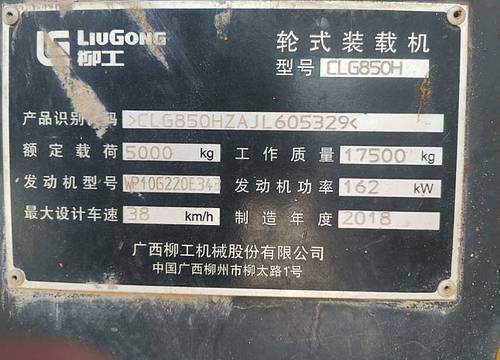 LIUGONG
柳工
轮式装载机
型号 CLG850H
产品识别代码 >CLG850HZAJL605329<
额定载荷 5000 kg 工作质量 17500 kg
发动机型号 WP10G220E343 发动机功率 162 kW
最大设计车速 38 km/h 制造年度 2018
广西柳工机械股份有限公司
中国广西柳州市柳太路1号